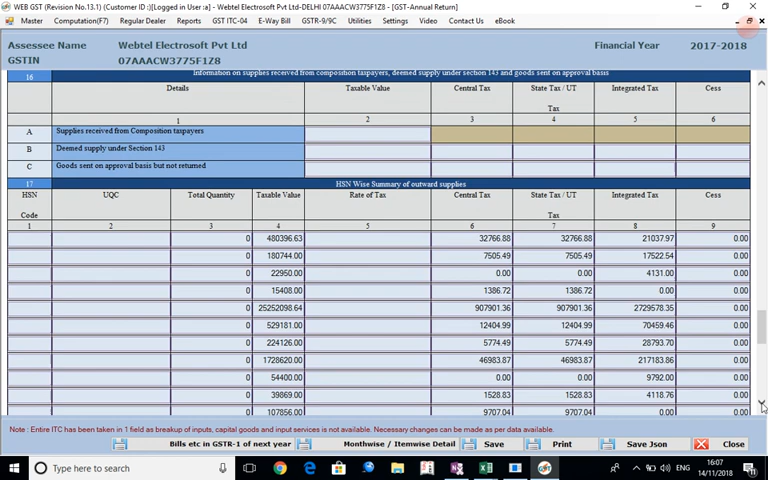 WEB GST (Revision No.13.1) (Customer ID :)[Logged in User :a] - [Webtel Electrosoft Pvt Ltd-DELHI 07AAACW3775F1Z8] - [GST-Annual Return]
Master Computation(F7) Regular Dealer Reports GST ITC-04 E-Way Bill GSTR-9/9C Utilities Settings Video Contact Us eBook
Assessee Name Webtel Electrosoft Pvt Ltd Financial Year 2017-2018
GSTIN 07AAACW3775F1Z8
16 Information on supplies received from composition taxpayers, deemed supply under section 143 and goods sent on approval basis
Details Taxable Value Central Tax State Tax / UT Tax Integrated Tax Cess
1 2 3 4 5 6
A Supplies received from Composition taxpayers
B Deemed supply under Section 143
C Goods sent on approval basis but not returned
17 HSN Wise Summary of outward supplies
HSN Code UQC Total Quantity Taxable Value Rate of Tax Central Tax State Tax / UT Tax Integrated Tax Cess
1 2 3 4 5 6 7 8 9
0 480396.63 32766.88 32766.88 21037.97 0.00
0 180744.00 7505.49 7505.49 17522.54 0.00
0 22950.00 0.00 0.00 4131.00 0.00
0 15408.00 1386.72 1386.72 0.00 0.00
0 25252098.64 907901.36 907901.36 2729578.35 0.00
0 529181.00 12404.99 12404.99 70459.46 0.00
0 224126.00 5774.49 5774.49 28793.70 0.00
0 1728620.00 46983.87 46983.87 217183.86 0.00
0 54400.00 0.00 0.00 9792.00 0.00
0 39869.00 1528.83 1528.83 4118.76 0.00
0 107856.00 9707.04 9707.04 0.00 0.00
Note : Entire ITC has been taken in 1 field as breakup of inputs, capital goods and input services is not available. Necessary changes can be made as per data available.
Bills etc in GSTR-1 of next year Monthwise / Itemwise Detail Save Print Save Json Close
Type here to search ENG 16:07
14/11/2018